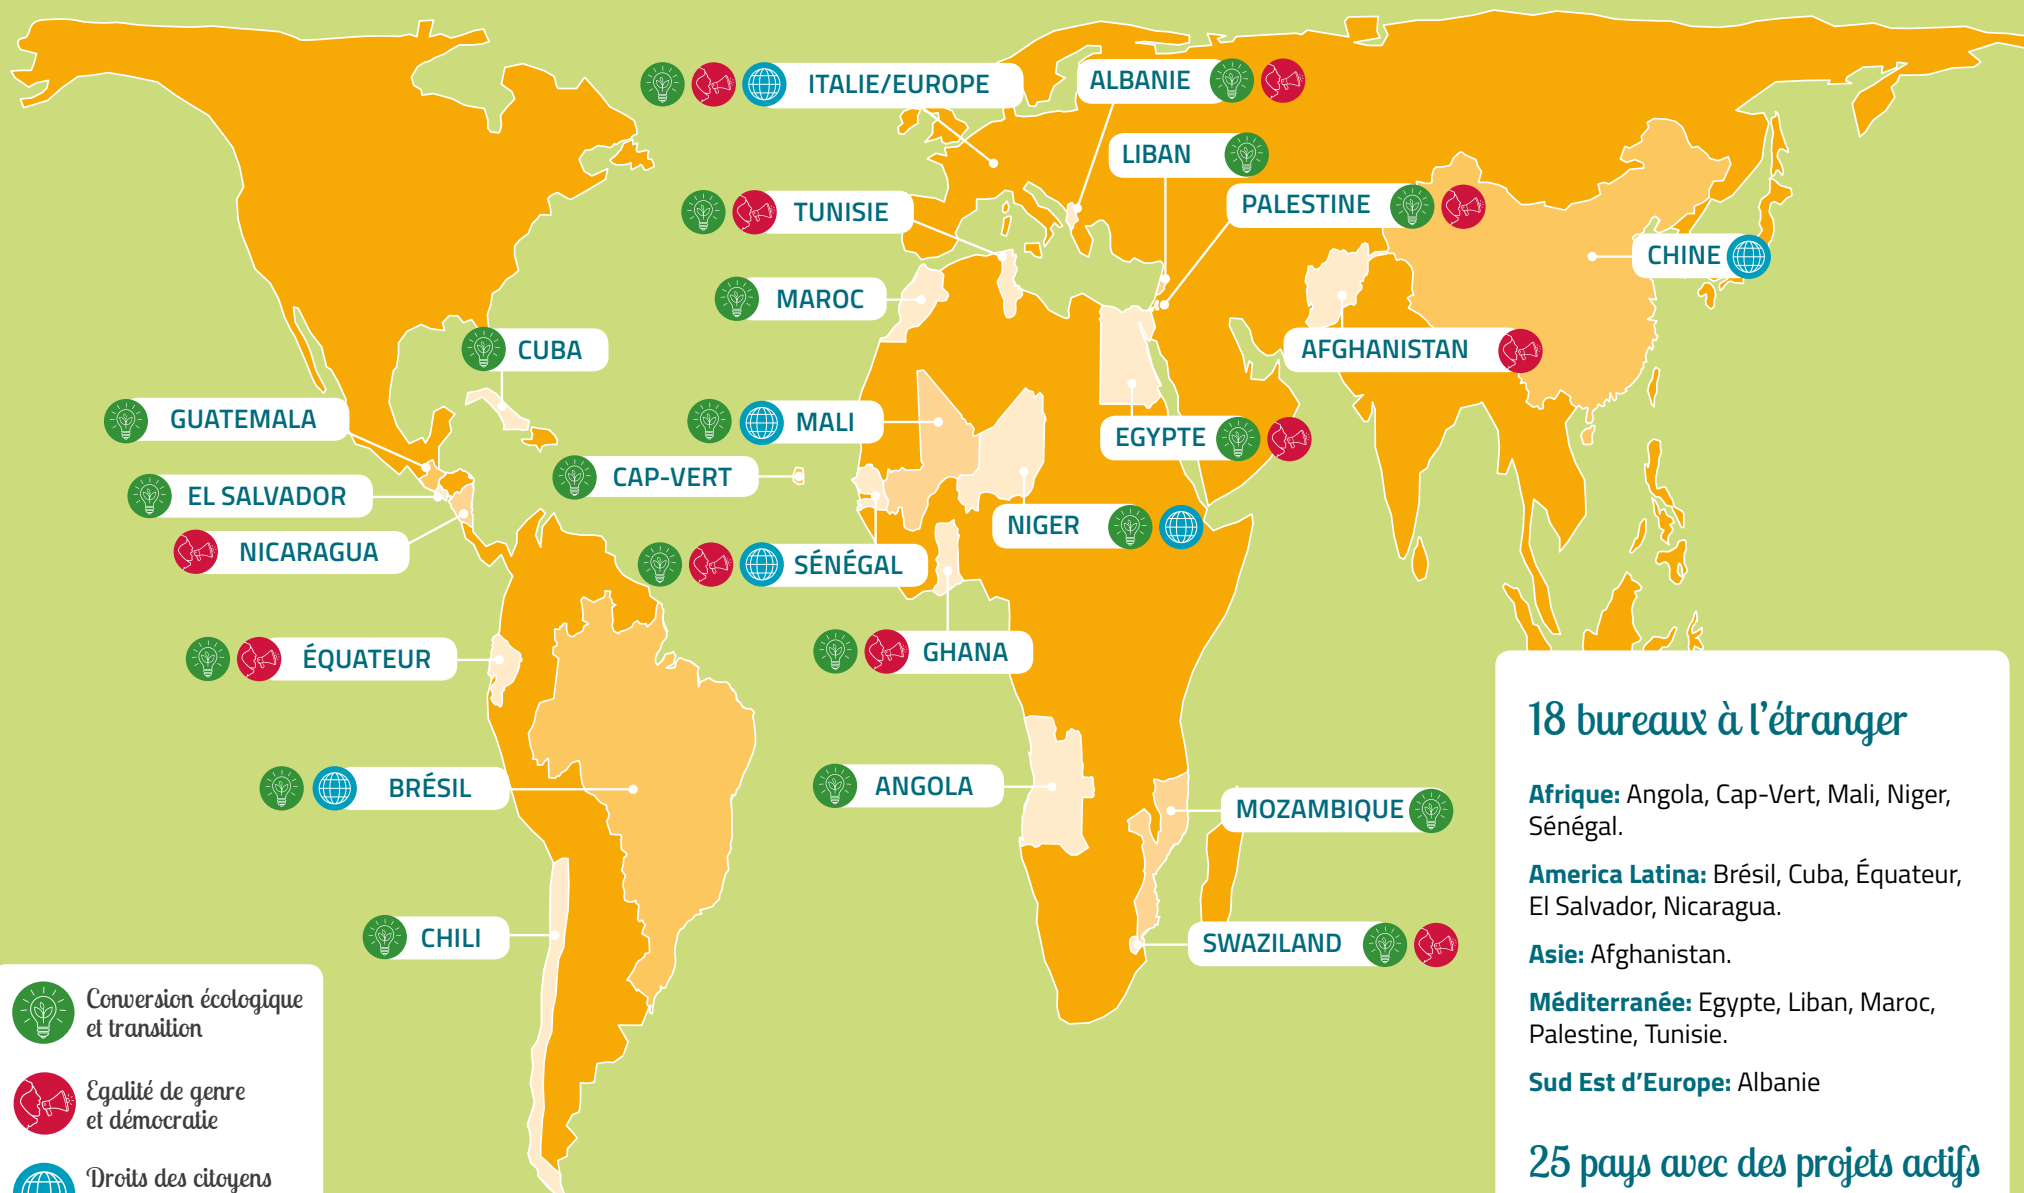 ITALIE/EUROPE
ALBANIE
LIBAN
TUNISIE
PALESTINE
CHINE
MAROC
CUBA
AFGHANISTAN
GUATEMALA
MALI
EGYPTE
CAP-VERT
EL SALVADOR
NIGER
NICARAGUA
SÉNÉGAL
GHANA
ÉQUATEUR
BRÉSIL
ANGOLA
MOZAMBIQUE
CHILI
SWAZILAND
Conversion écologique
et transition
Egalité de genre
et démocratie
Droits des citoyens
18 bureaux à l'étranger
Afrique: Angola, Cap-Vert, Mali, Niger,
Sénégal.
America Latina: Brésil, Cuba, Équateur,
El Salvador, Nicaragua.
Asie: Afghanistan.
Méditerranée: Egypte, Liban, Maroc,
Palestine, Tunisie.
Sud Est d'Europe: Albanie
25 pays avec des projets actifs